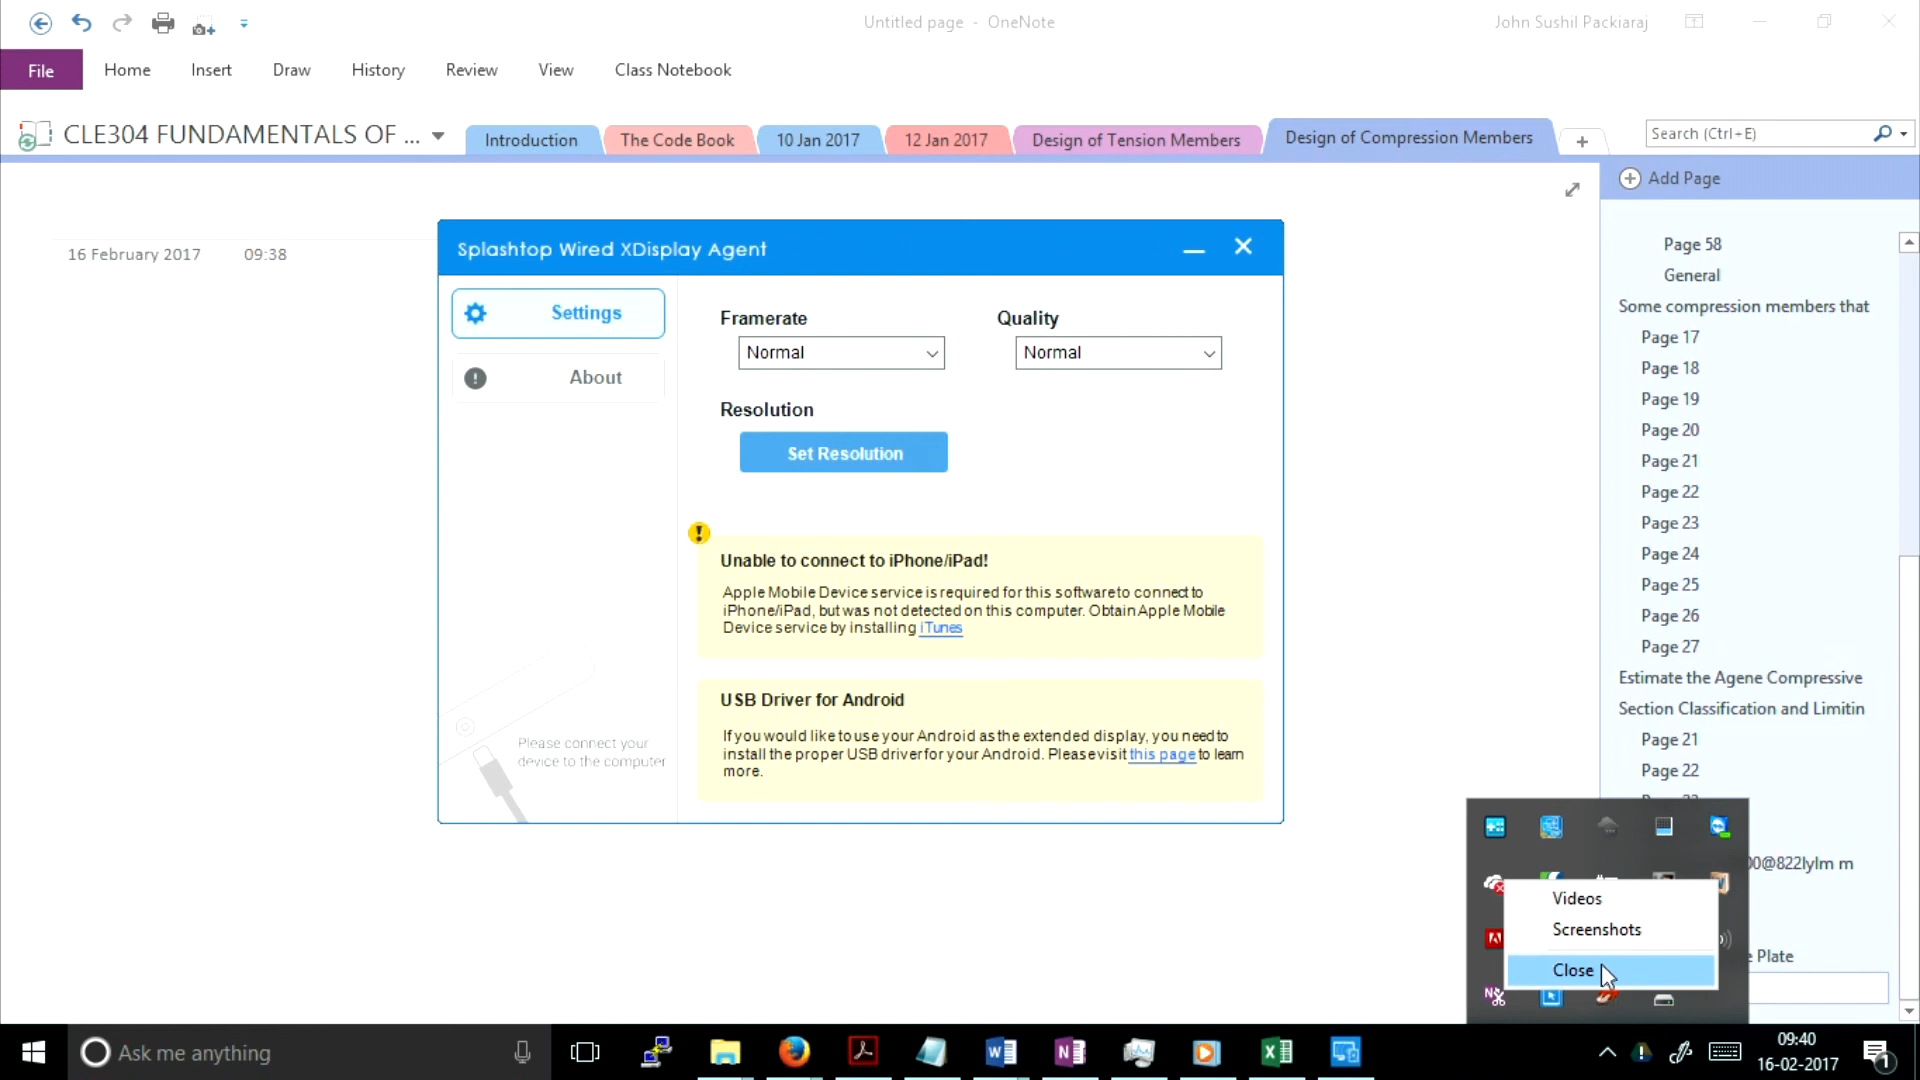 Untitled page - OneNote
John Sushil Packiaraj
File
Home
Insert
Draw
History
Review
View
Class Notebook
CLE304 FUNDAMENTALS OF ...
Introduction
The Code Book
10 Jan 2017
12 Jan 2017
Design of Tension Members
Design of Compression Members
Search (Ctrl+E)
Add Page
16 February 2017
09:38
Splashtop Wired XDisplay Agent
Settings
About
Framerate
Quality
Normal
Normal
Resolution
Set Resolution
Unable to connect to iPhone/iPad!
Apple Mobile Device service is required for this software to connect to
iPhone/iPad, but was not detected on this computer. Obtain Apple Mobile
Device service by installing iTunes
USB Driver for Android
If you would like to use your Android as the extended display, you need to
install the proper USB driver for your Android. Please visit this page to learn
more.
Please connect your
device to the computer
Page 58
General
Some compression members that
Page 17
Page 18
Page 19
Page 20
Page 21
Page 22
Page 23
Page 24
Page 25
Page 26
Page 27
Estimate the Agene Compressive
Section Classification and Limitin
Page 21
Page 22
00@822lylm m
e Plate
Videos
Screenshots
Close
Ask me anything
09:40
16-02-2017
1